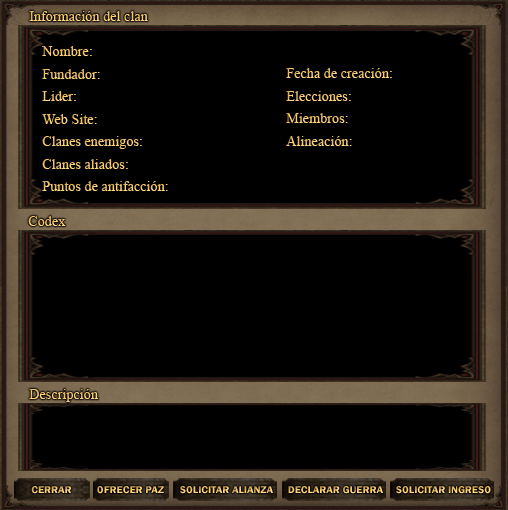 Información del clan
Nombre:
Fundador:
Fecha de creación:
Lider:
Elecciones:
Web Site:
Miembros:
Clanes enemigos:
Alineación:
Clanes aliados:
Puntos de antifacción:
Codex
Descripción
CERRAR
OFRECER PAZ
SOLICITAR ALIANZA
DECLARAR GUERRA
SOLICITAR INGRESO